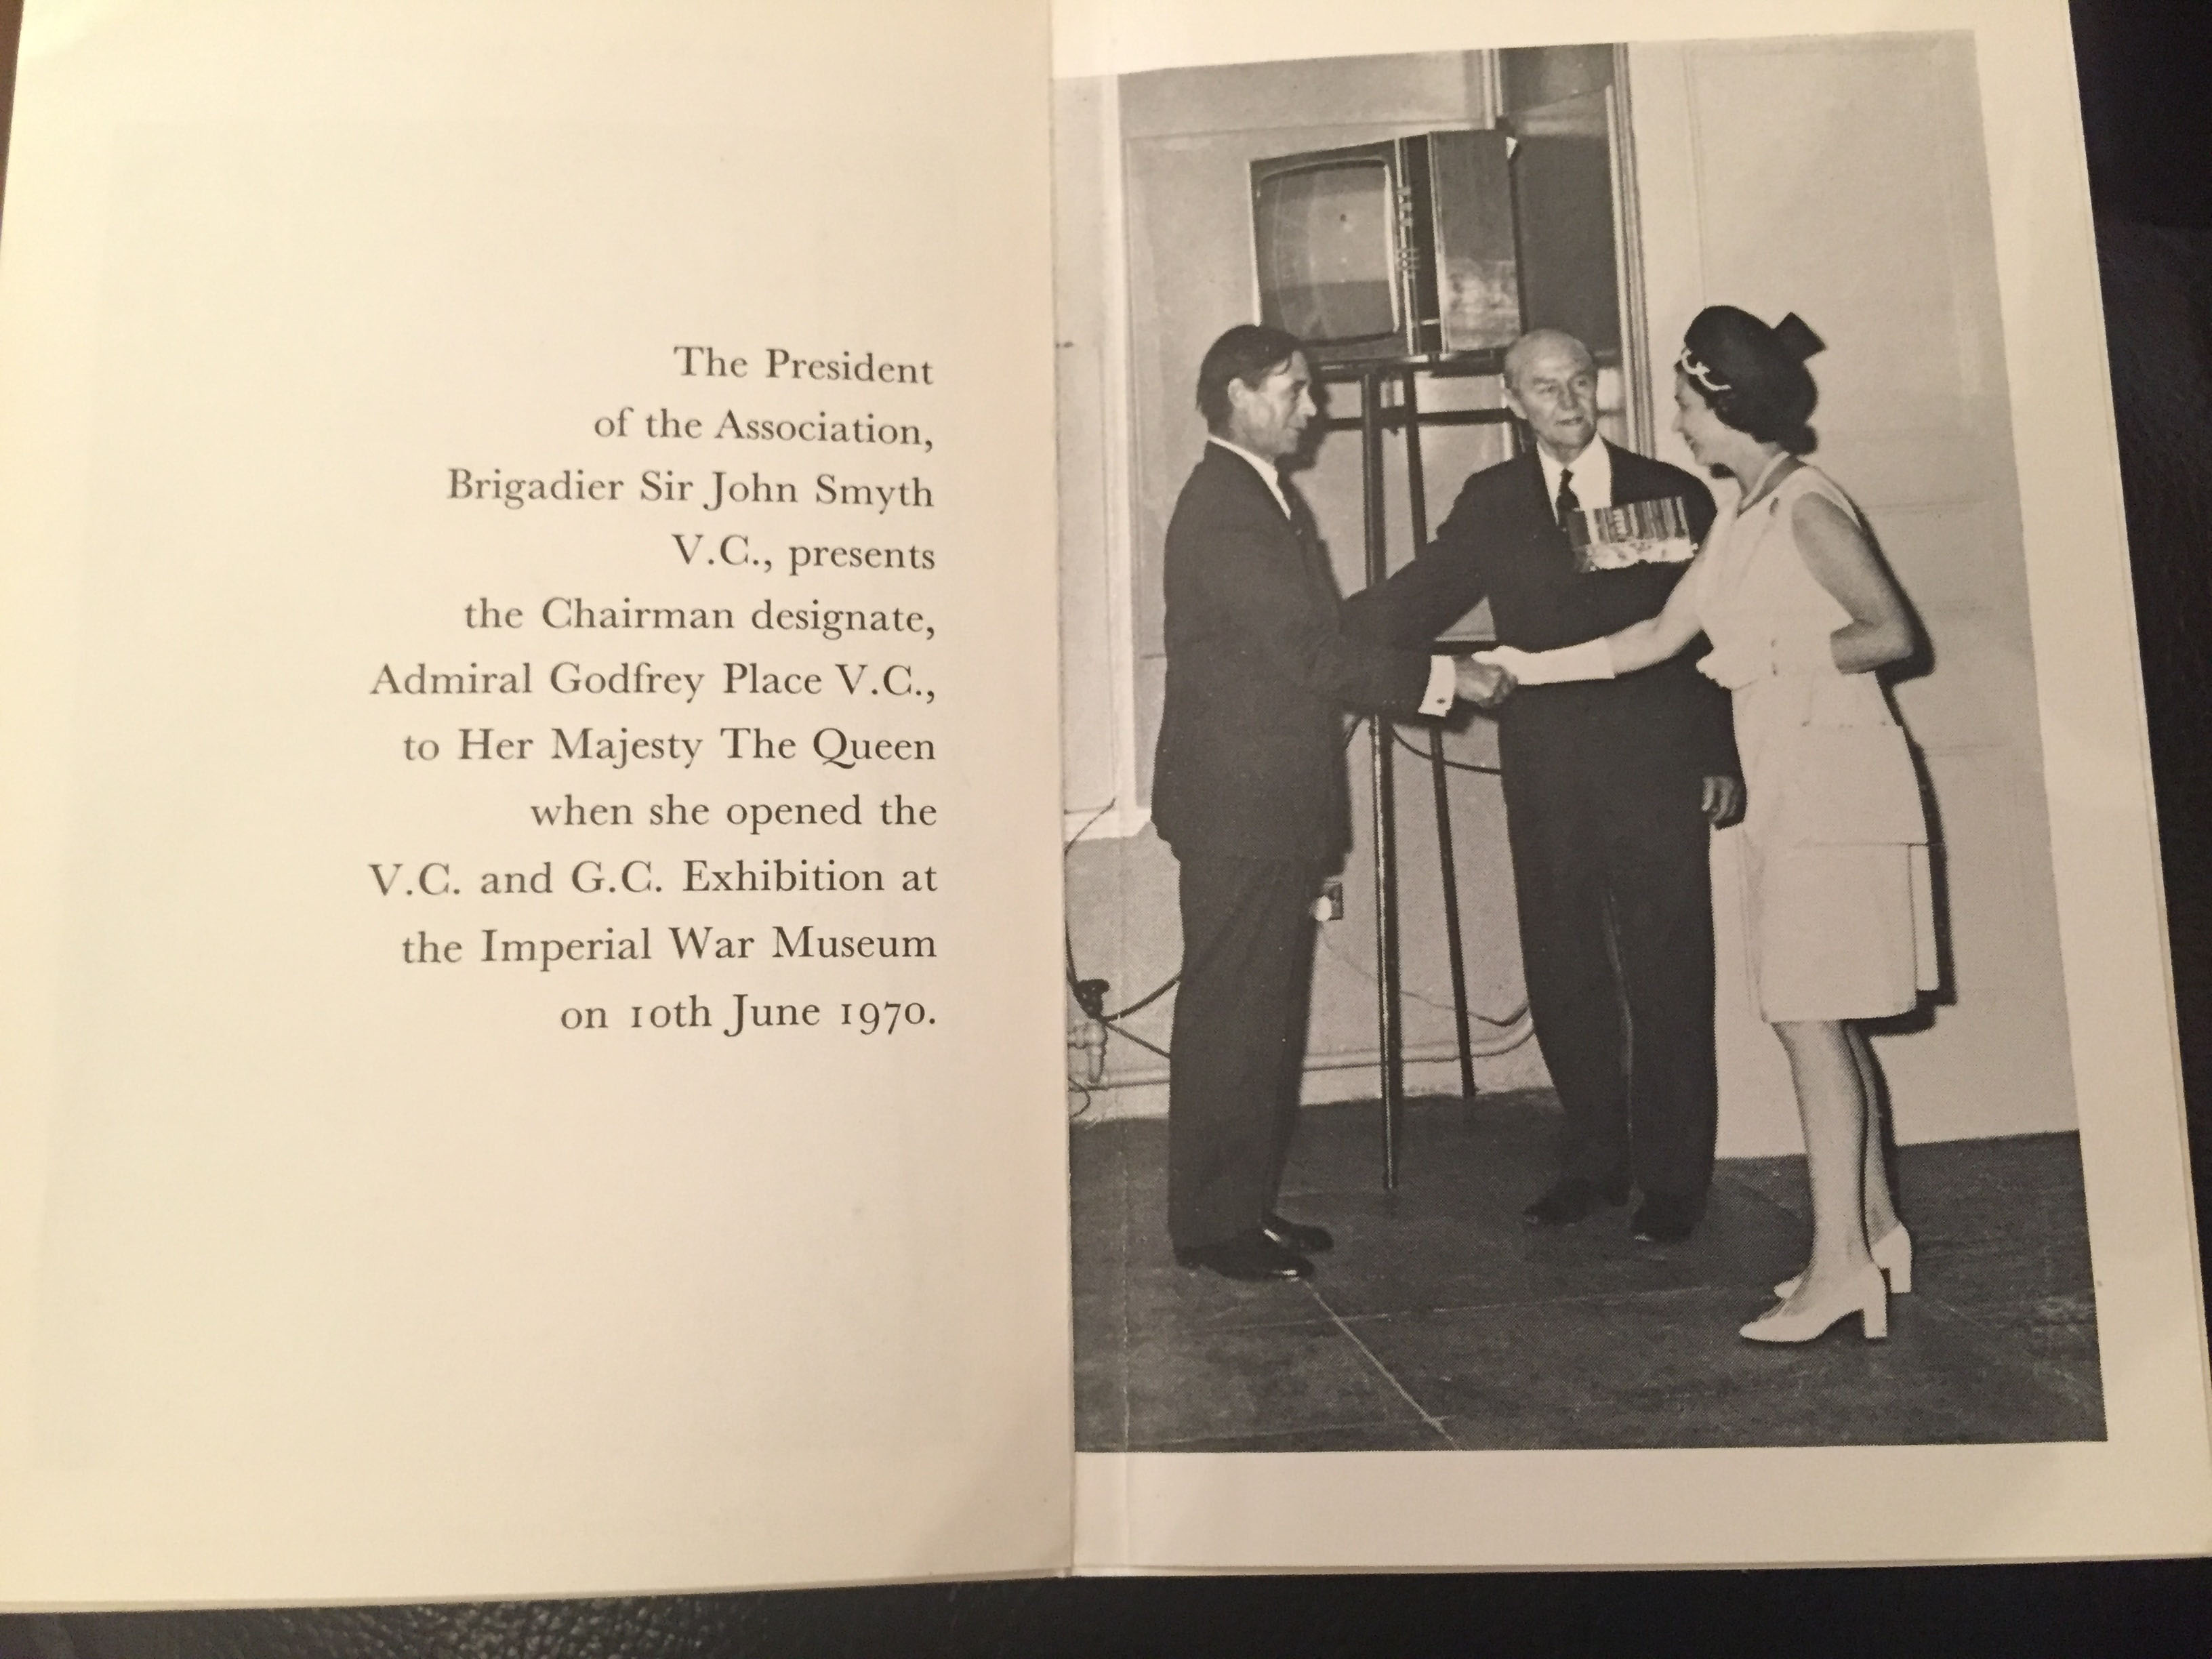 The President
of the Association,
Brigadier Sir John Smyth
V.C., presents
the Chairman designate,
Admiral Godfrey Place V.C.,
to Her Majesty The Queen
when she opened the
V.C. and G.C. Exhibition at
the Imperial War Museum
on 10th June 1970.